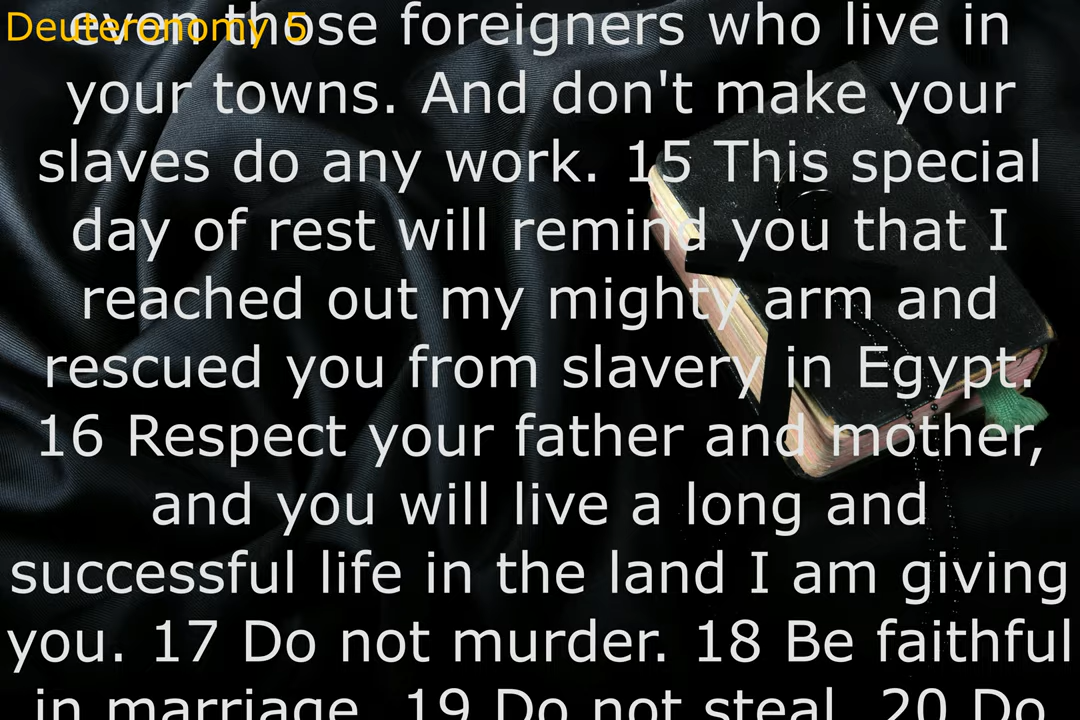 Deuteronomy 5
even those foreigners who live in
your towns. And don't make your
slaves do any work. 15 This special
day of rest will remind you that I
reached out my mighty arm and
rescued you from slavery in Egypt.
16 Respect your father and mother,
and you will live a long and
successful life in the land I am giving
you. 17 Do not murder. 18 Be faithful
in marriage. 19 Do not steal. 20 Do